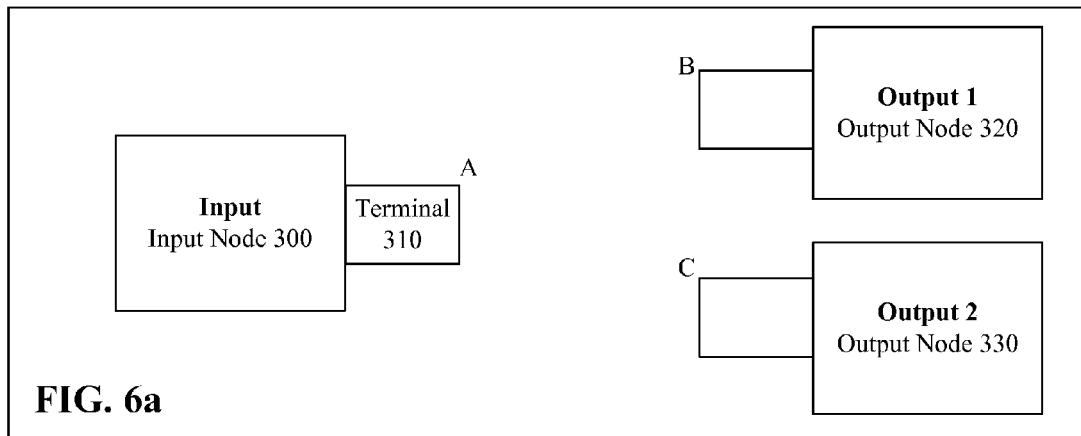 B
Output 1
Output Node 320
A
Input
Input Node 300
Terminal
310
C
Output 2
Output Node 330
FIG. 6a